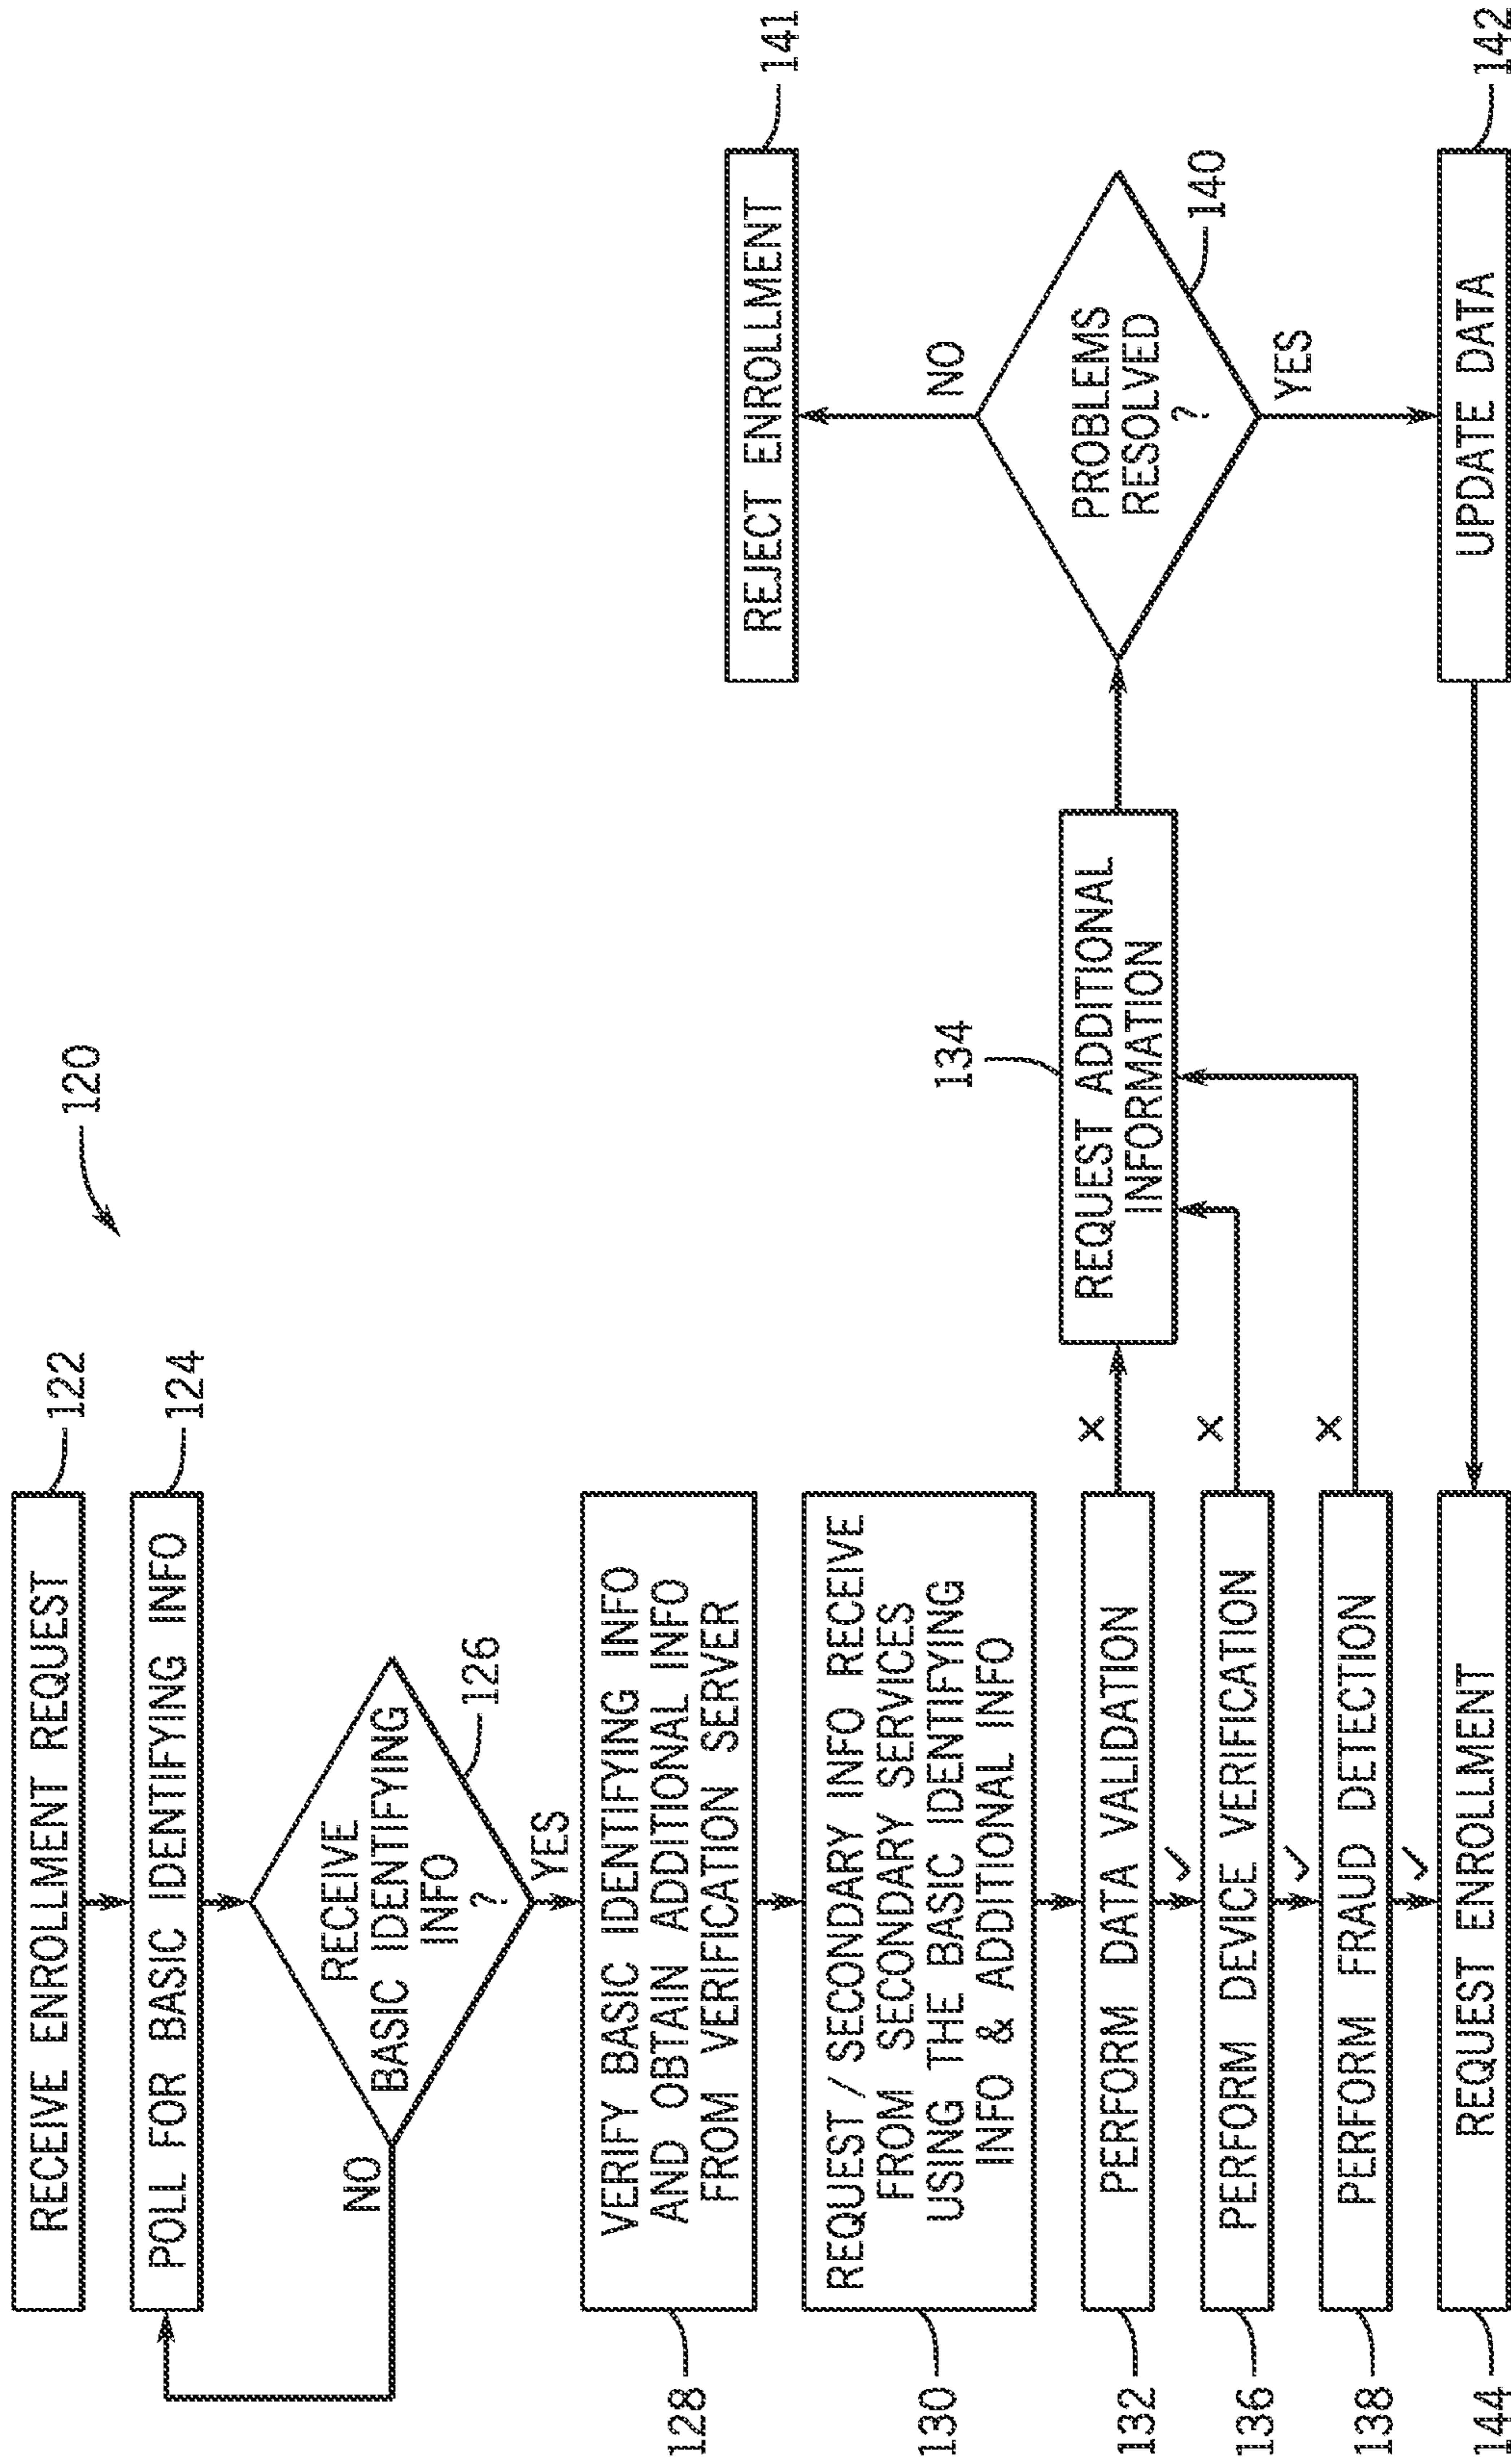 120
RECEIVE ENROLLMENT REQUEST
122
POLL FOR BASIC IDENTIFYING INFO
124
RECEIVE
BASIC IDENTIFYING
INFO
?
126
NO
YES
VERIFY BASIC IDENTIFYING INFO
AND OBTAIN ADDITIONAL INFO
FROM VERIFICATION SERVER
128
REQUEST / SECONDARY INFO RECEIVE
FROM SECONDARY SERVICES
USING THE BASIC IDENTIFYING
INFO & ADDITIONAL INFO
130
PERFORM DATA VALIDATION
132
×
✓
REQUEST ADDITIONAL
INFORMATION
134
PERFORM DEVICE VERIFICATION
136
×
✓
PERFORM FRAUD DETECTION
138
×
✓
PROBLEMS
RESOLVED
?
140
NO
YES
REJECT ENROLLMENT
141
UPDATE DATA
142
REQUEST ENROLLMENT
144